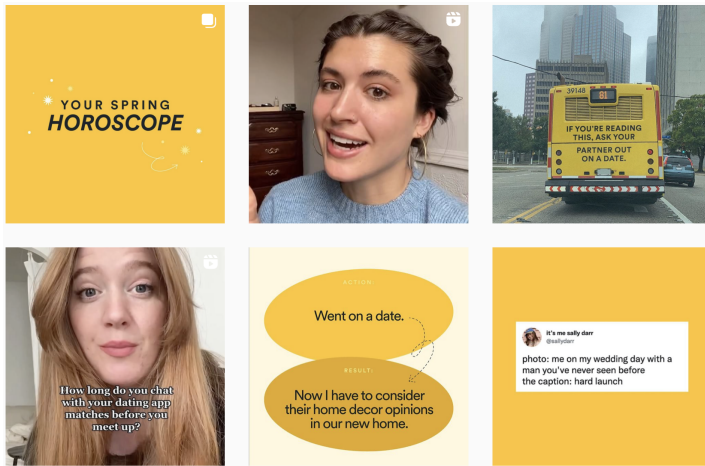 YOUR SPRING
HOROSCOPE
39148
61
IF YOU'RE READING
THIS, ASK YOUR
PARTNER OUT
ON A DATE.
How long do you chat
with your dating app
matches before you
meet up?
ACTION
Went on a date.
RESULT:
Now I have to consider
their home decor opinions
in our new home.
it's me sally darr
@sallydarr
photo: me on my wedding day with a
man you've never seen before
the caption: hard launch